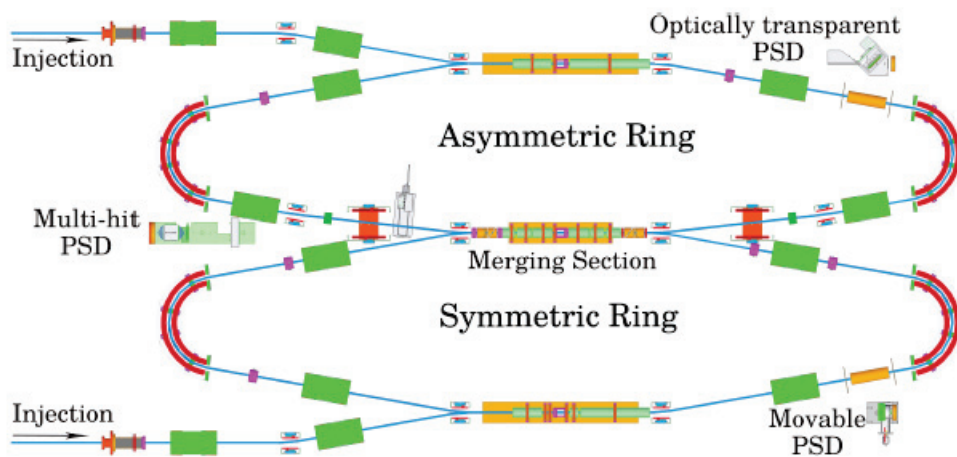 Injection
Optically transparent
PSD
Asymmetric Ring
Multi-hit
PSD
Merging Section
Symmetric Ring
Injection
Movable
PSD